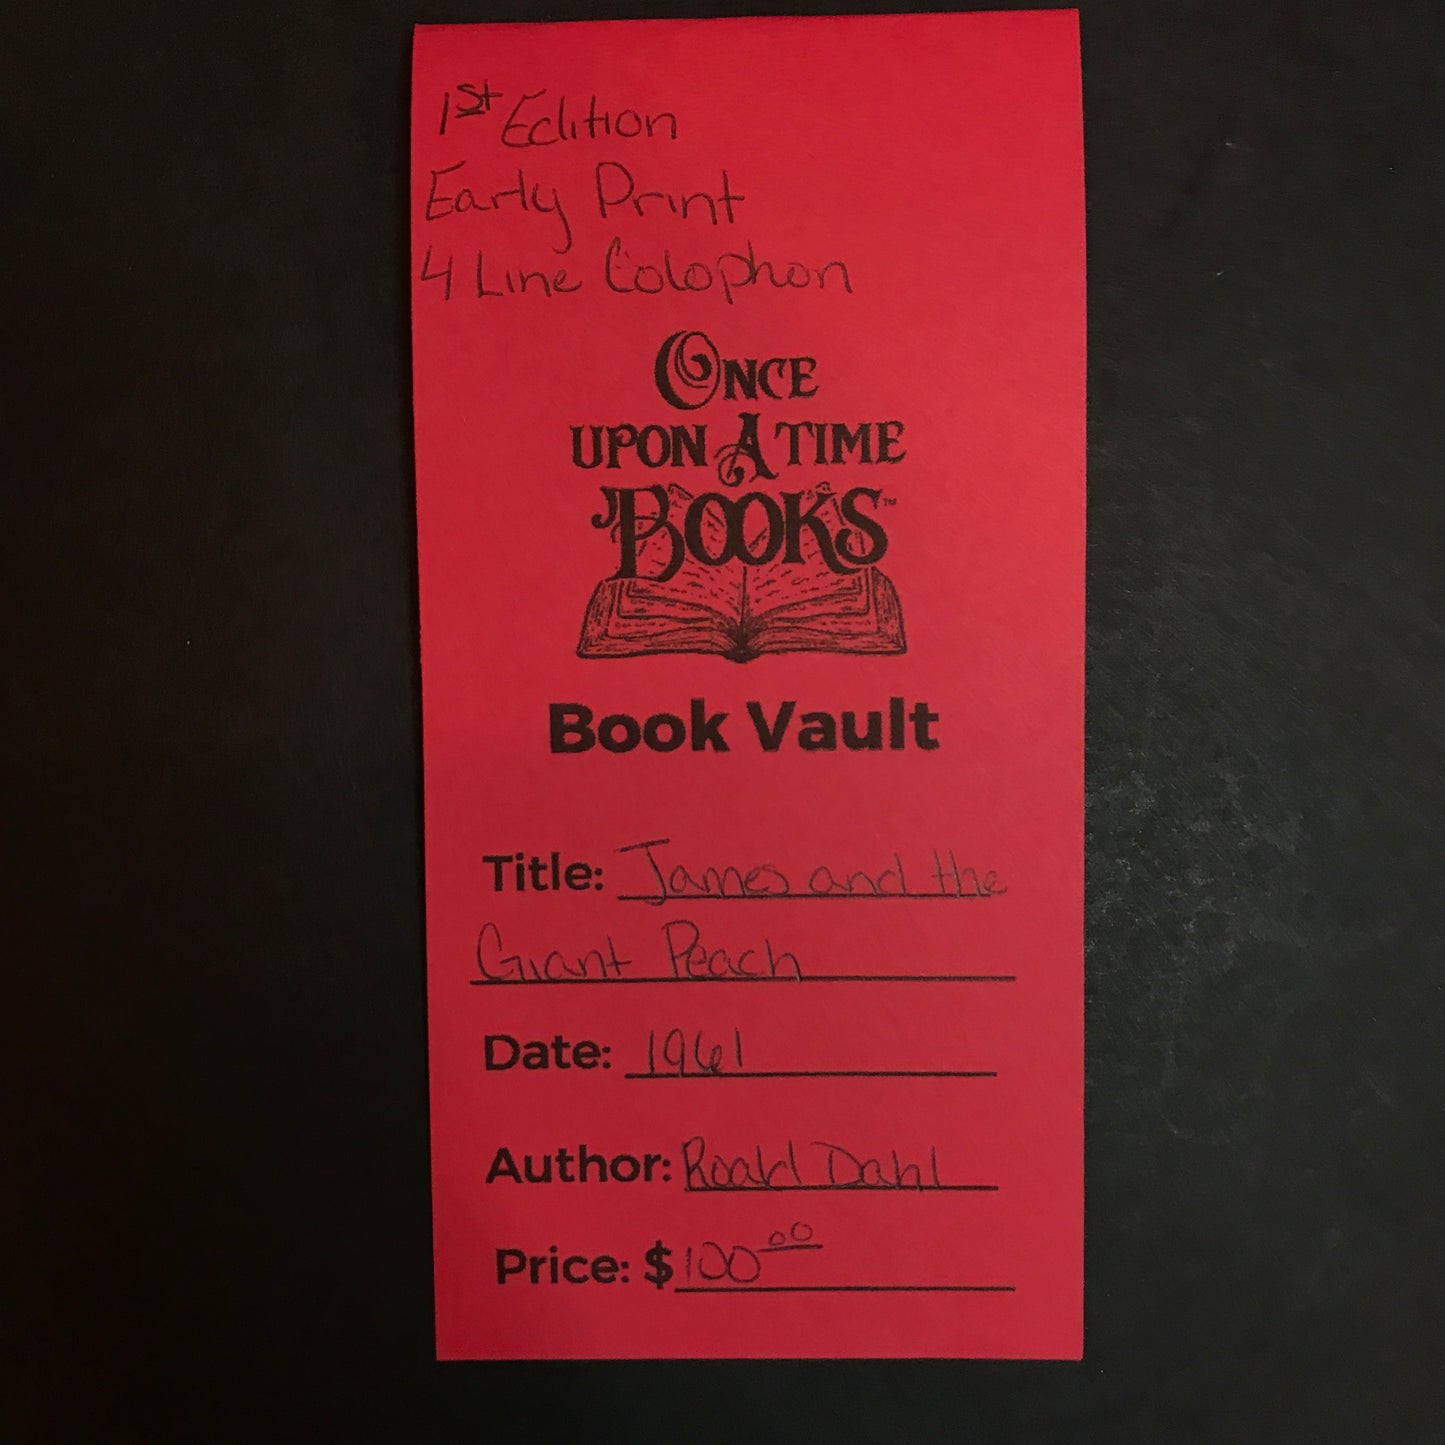 1st Edition
Early Print
4 Line Colophon
ONCE
UPON A TIME
BOOKS™
Book Vault
Title: James and the
Giant Peach
Date: 1961
Author: Roald Dahl
Price: $100.00